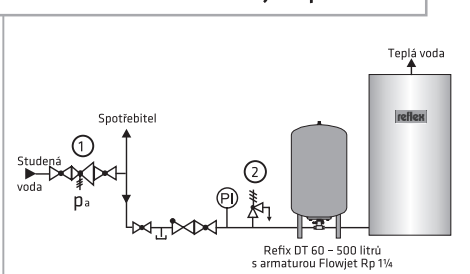 Teplá voda
reflex
Spotřebitel
1
Studená
voda
pa
PI
2
Refix DT 60 – 500 litrů
s armaturou Flowjet Rp 1¼